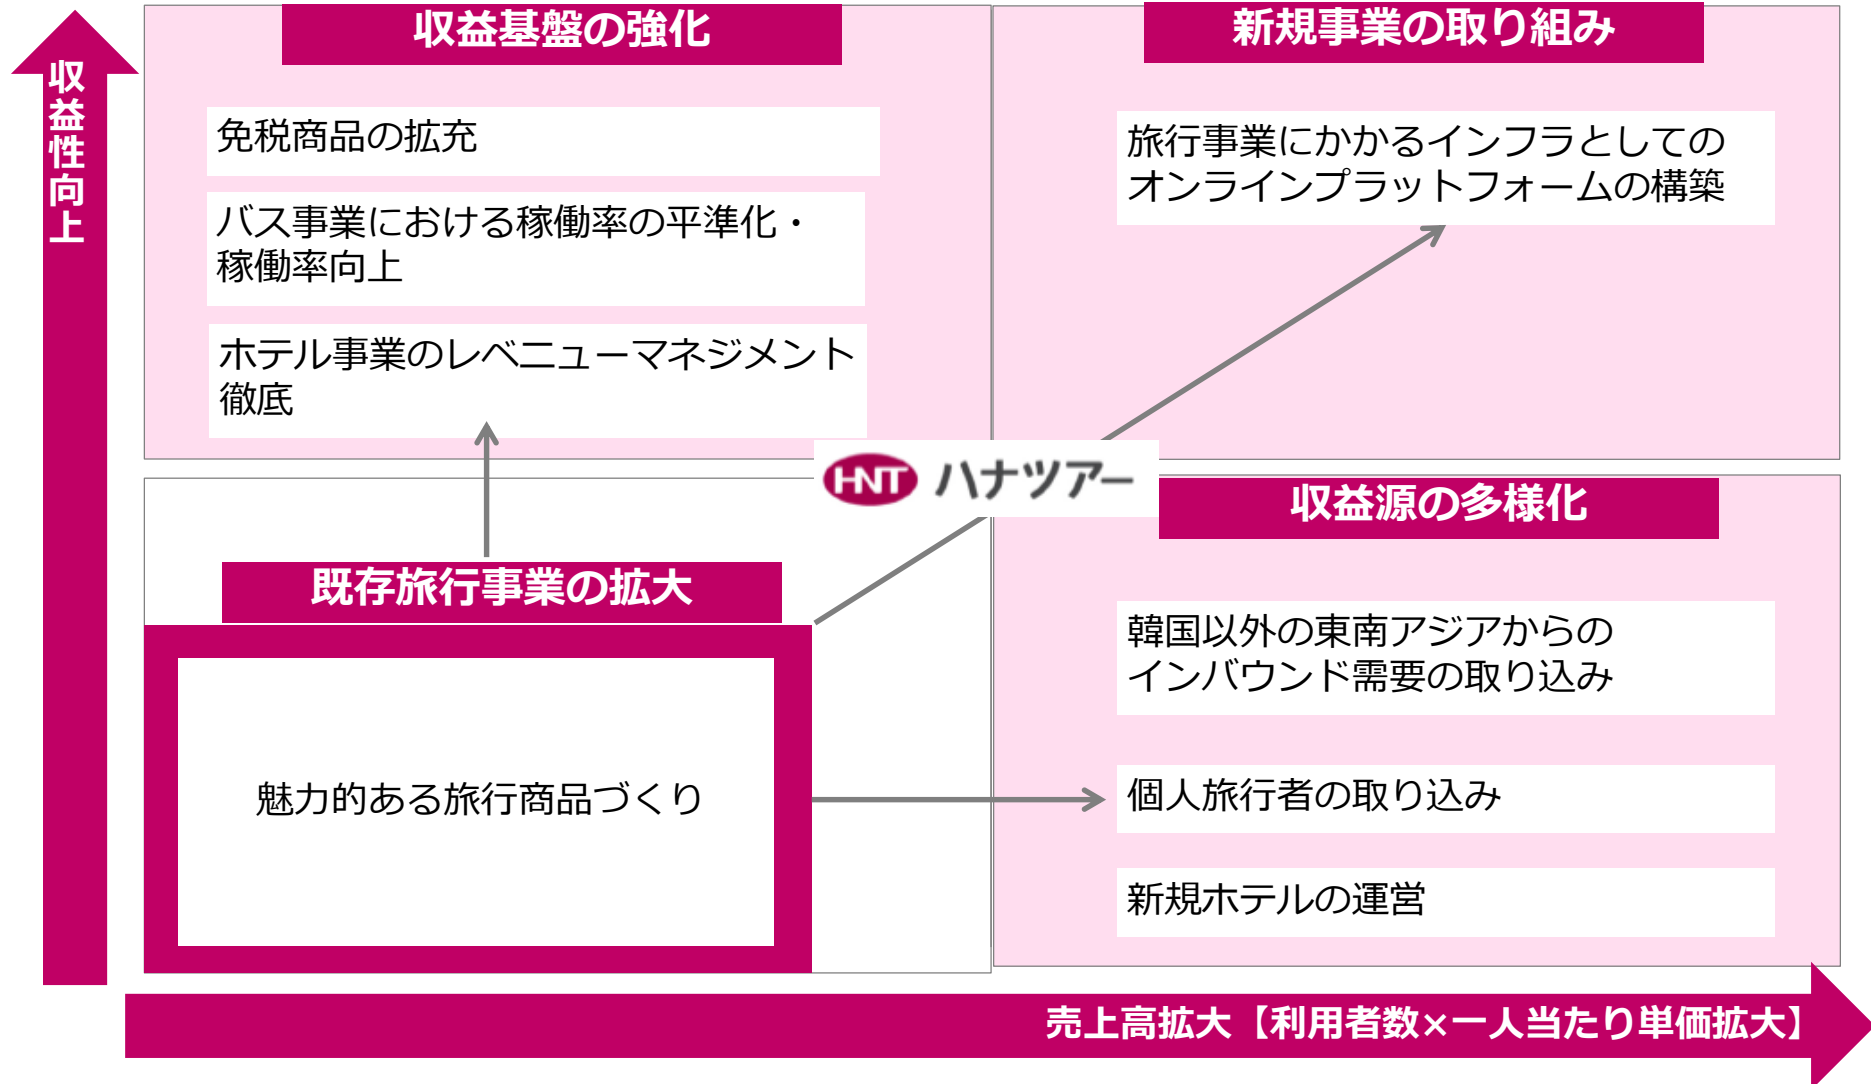 収益性向上
収益基盤の強化
免税商品の拡充
バス事業における稼働率の平準化・
稼働率向上
ホテル事業のレベニューマネジメント
徹底
新規事業の取り組み
旅行事業にかかるインフラとしての
オンラインプラットフォームの構築
HNT ハナツアー
既存旅行事業の拡大
魅力的ある旅行商品づくり
収益源の多様化
韓国以外の東南アジアからの
インバウンド需要の取り込み
個人旅行者の取り込み
新規ホテルの運営
売上高拡大【利用者数×一人当たり単価拡大】